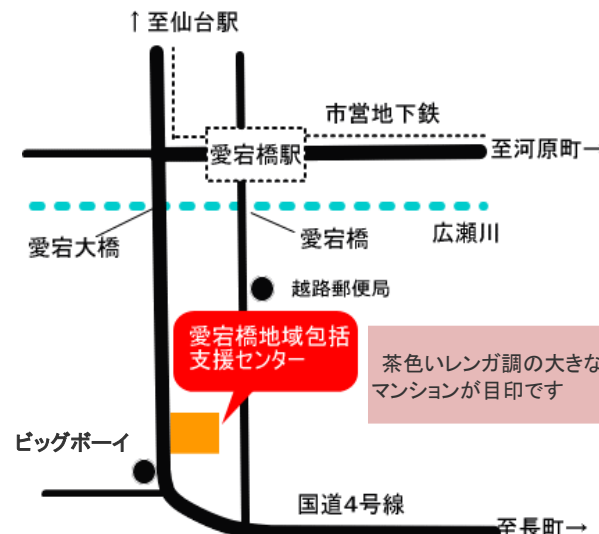 ↑至仙台駅
市営地下鉄
愛宕橋駅
至河原町→
愛宕大橋
愛宕橋
広瀬川
越路郵便局
愛宕橋地域包括
支援センター
茶色いレンガ調の大きな
マンションが目印です
ビッグボーイ
国道4号線
至長町→